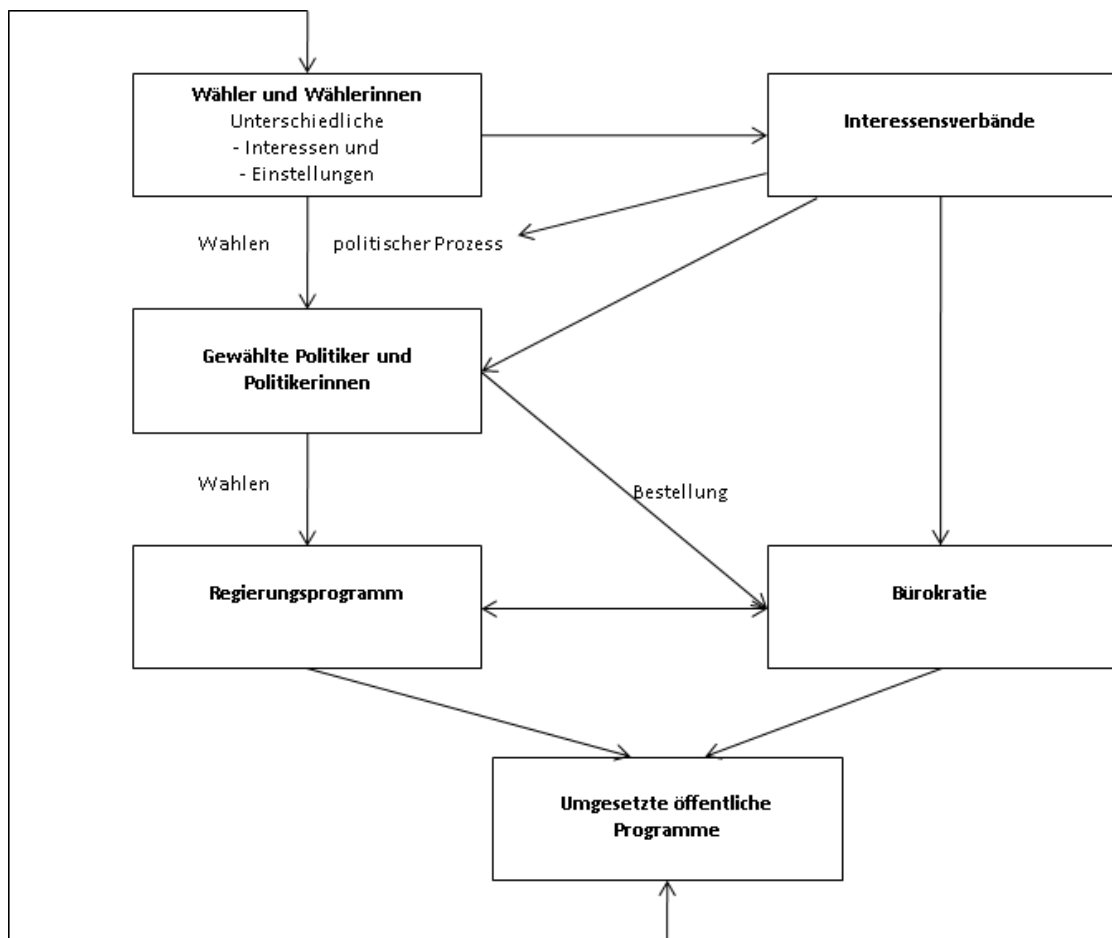 Wähler und Wählerinnen
Unterschiedliche
- Interessen und
- Einstellungen
Interessensverbände
Wahlen
politischer Prozess
Gewählte Politiker und
Politikerinnen
Wahlen
Bestellung
Regierungsprogramm
Bürokratie
Umgesetzte öffentliche
Programme